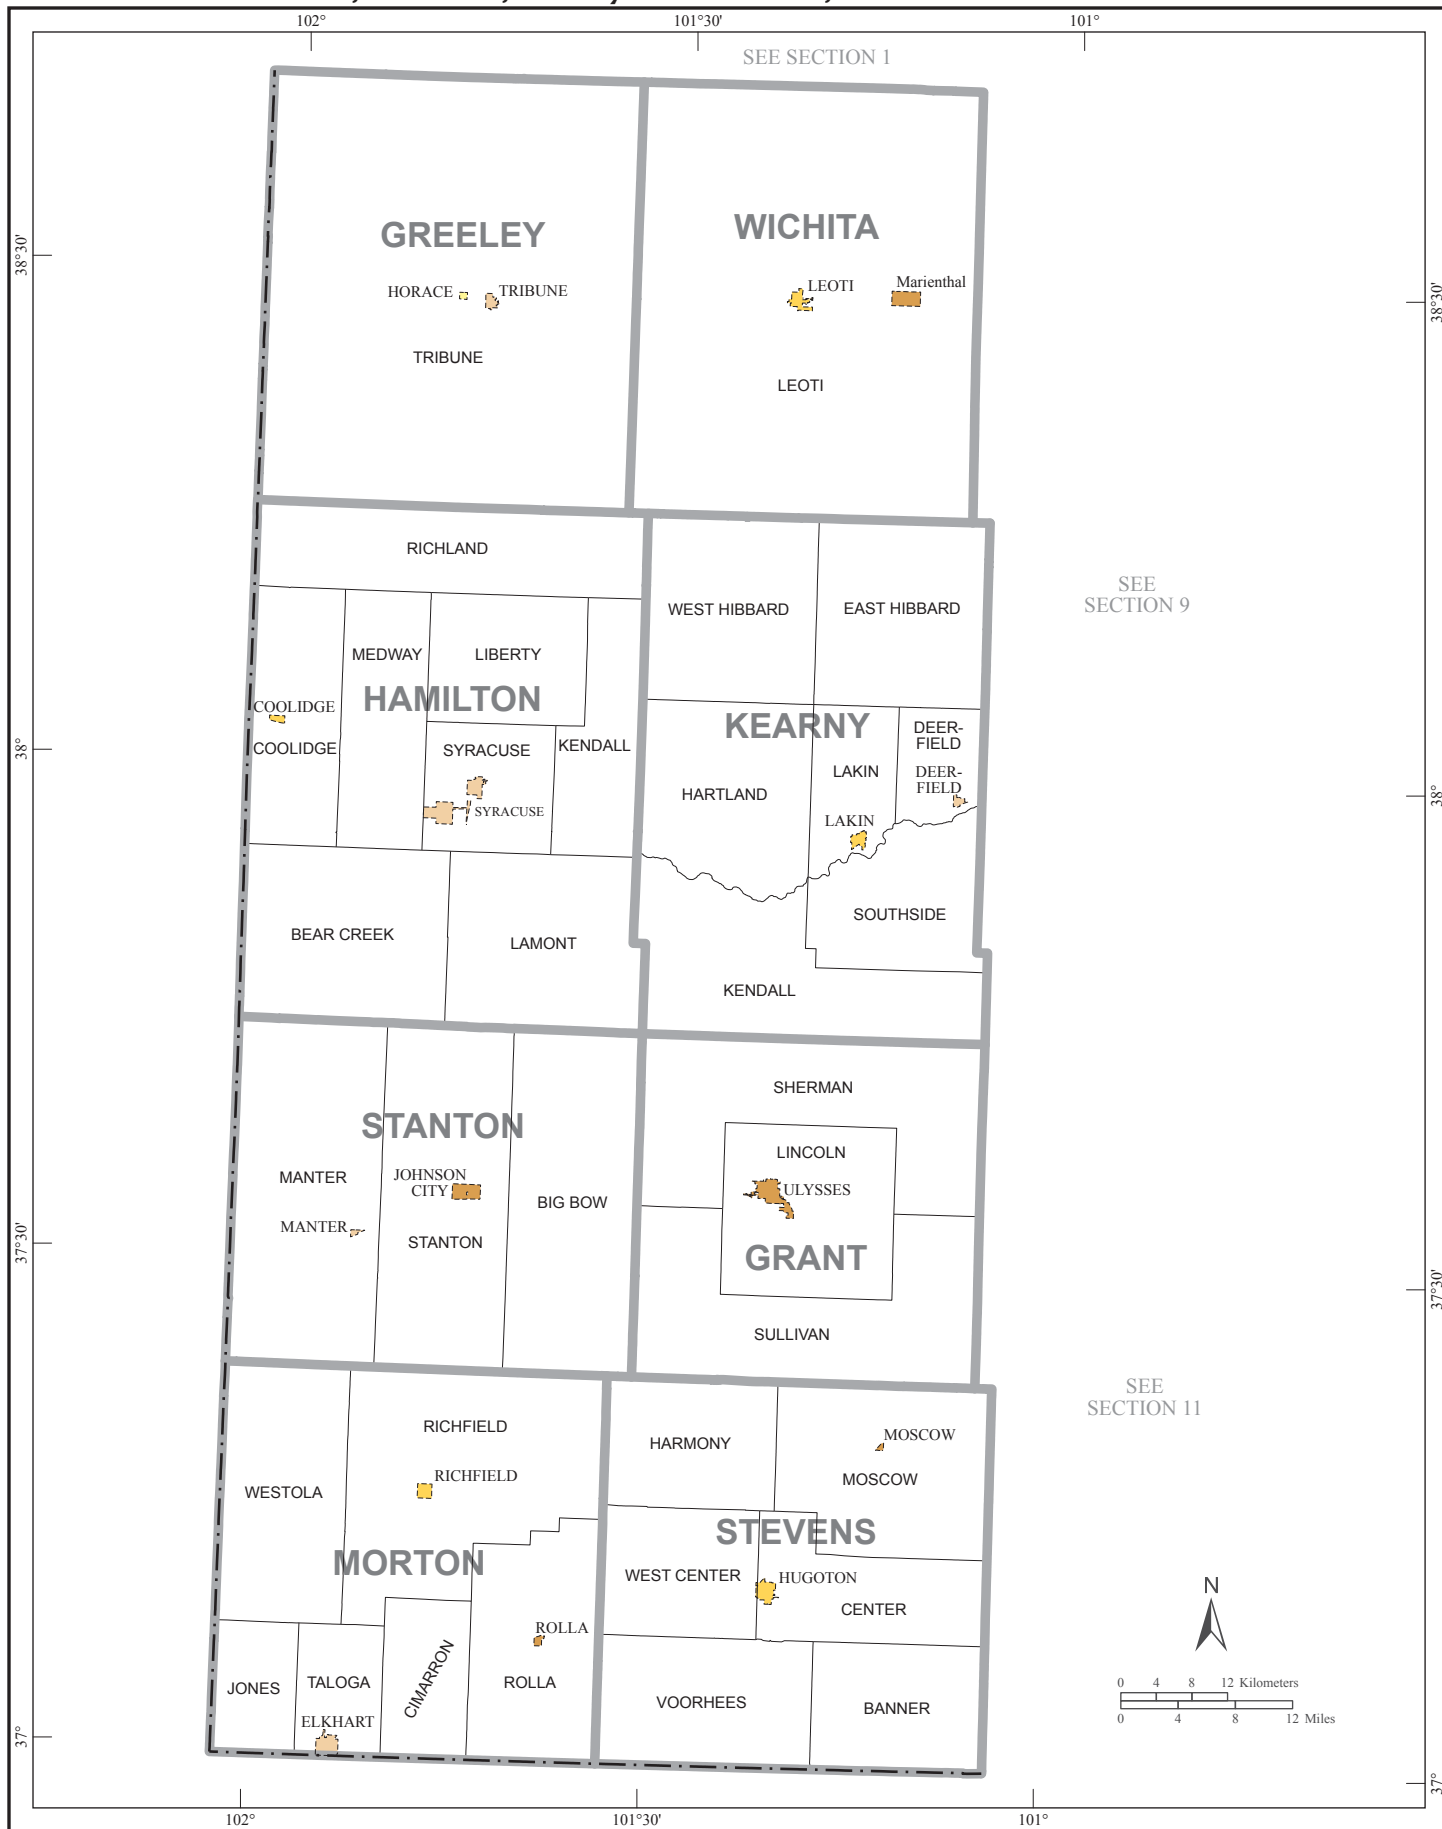 102°
101°30'
101°
SEE SECTION 1
GREELEY
WICHITA
38°30'
HORACE
TRIBUNE
LEOTI
Marienthal
38°30'
TRIBUNE
LEOTI
RICHLAND
WEST HIBBARD
EAST HIBBARD
SEE
SECTION 9
MEDWAY
LIBERTY
HAMILTON
COOLIDGE
KEARNY
DEER-
FIELD
COOLIDGE
SYRACUSE
KENDALL
38°
LAKIN
DEER-
FIELD
HARTLAND
38°
SYRACUSE
LAKIN
SOUTHSIDE
BEAR CREEK
LAMONT
KENDALL
SHERMAN
STANTON
LINCOLN
MANTER
JOHNSON
CITY
ULYSSES
BIG BOW
MANTER
STANTON
37°30'
GRANT
37°30'
SULLIVAN
SEE
SECTION 11
RICHFIELD
HARMONY
MOSCOW
RICHFIELD
MOSCOW
WESTOLA
STEVENS
MORTON
WEST CENTER
HUGOTON
CENTER
N
ROLLA
CIMARRON
JONES
TALOGA
ROLLA
VOORHEES
BANNER
0 4 8 12 Kilometers
0 4 8 12 Miles
ELKHART
37°
37°
102°
101°30'
101°